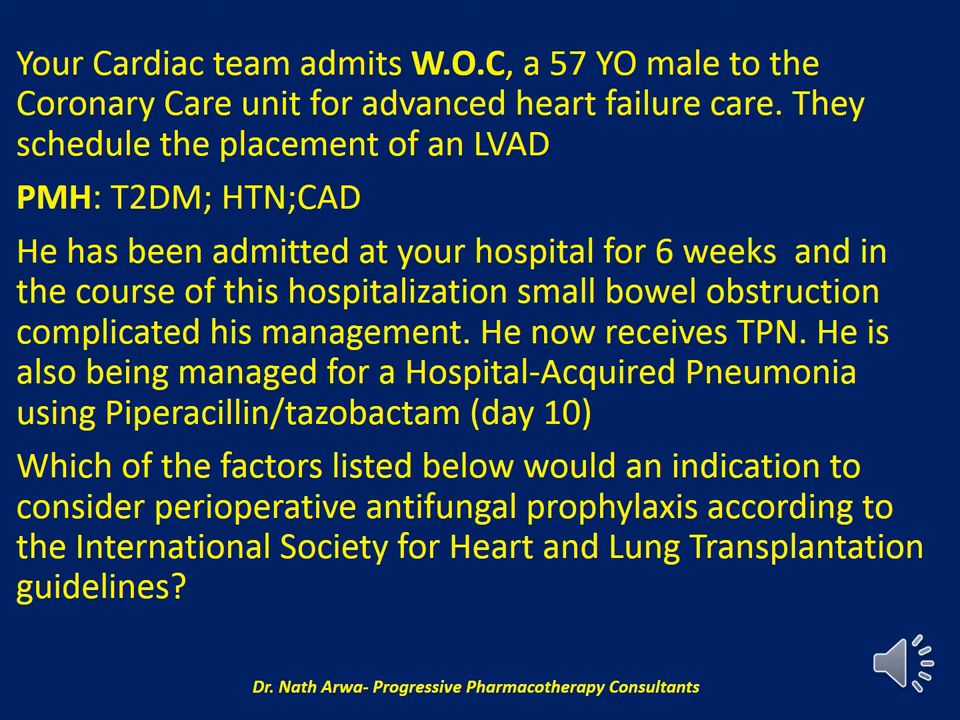 Your Cardiac team admits W.O.C, a 57 YO male to the
Coronary Care unit for advanced heart failure care. They
schedule the placement of an LVAD
PMH: T2DM; HTN;CAD
He has been admitted at your hospital for 6 weeks and in
the course of this hospitalization small bowel obstruction
complicated his management. He now receives TPN. He is
also being managed for a Hospital-Acquired Pneumonia
using Piperacillin/tazobactam (day 10)
Which of the factors listed below would an indication to
consider perioperative antifungal prophylaxis according to
the International Society for Heart and Lung Transplantation
guidelines?
Dr. Nath Arwa- Progressive Pharmacotherapy Consultants